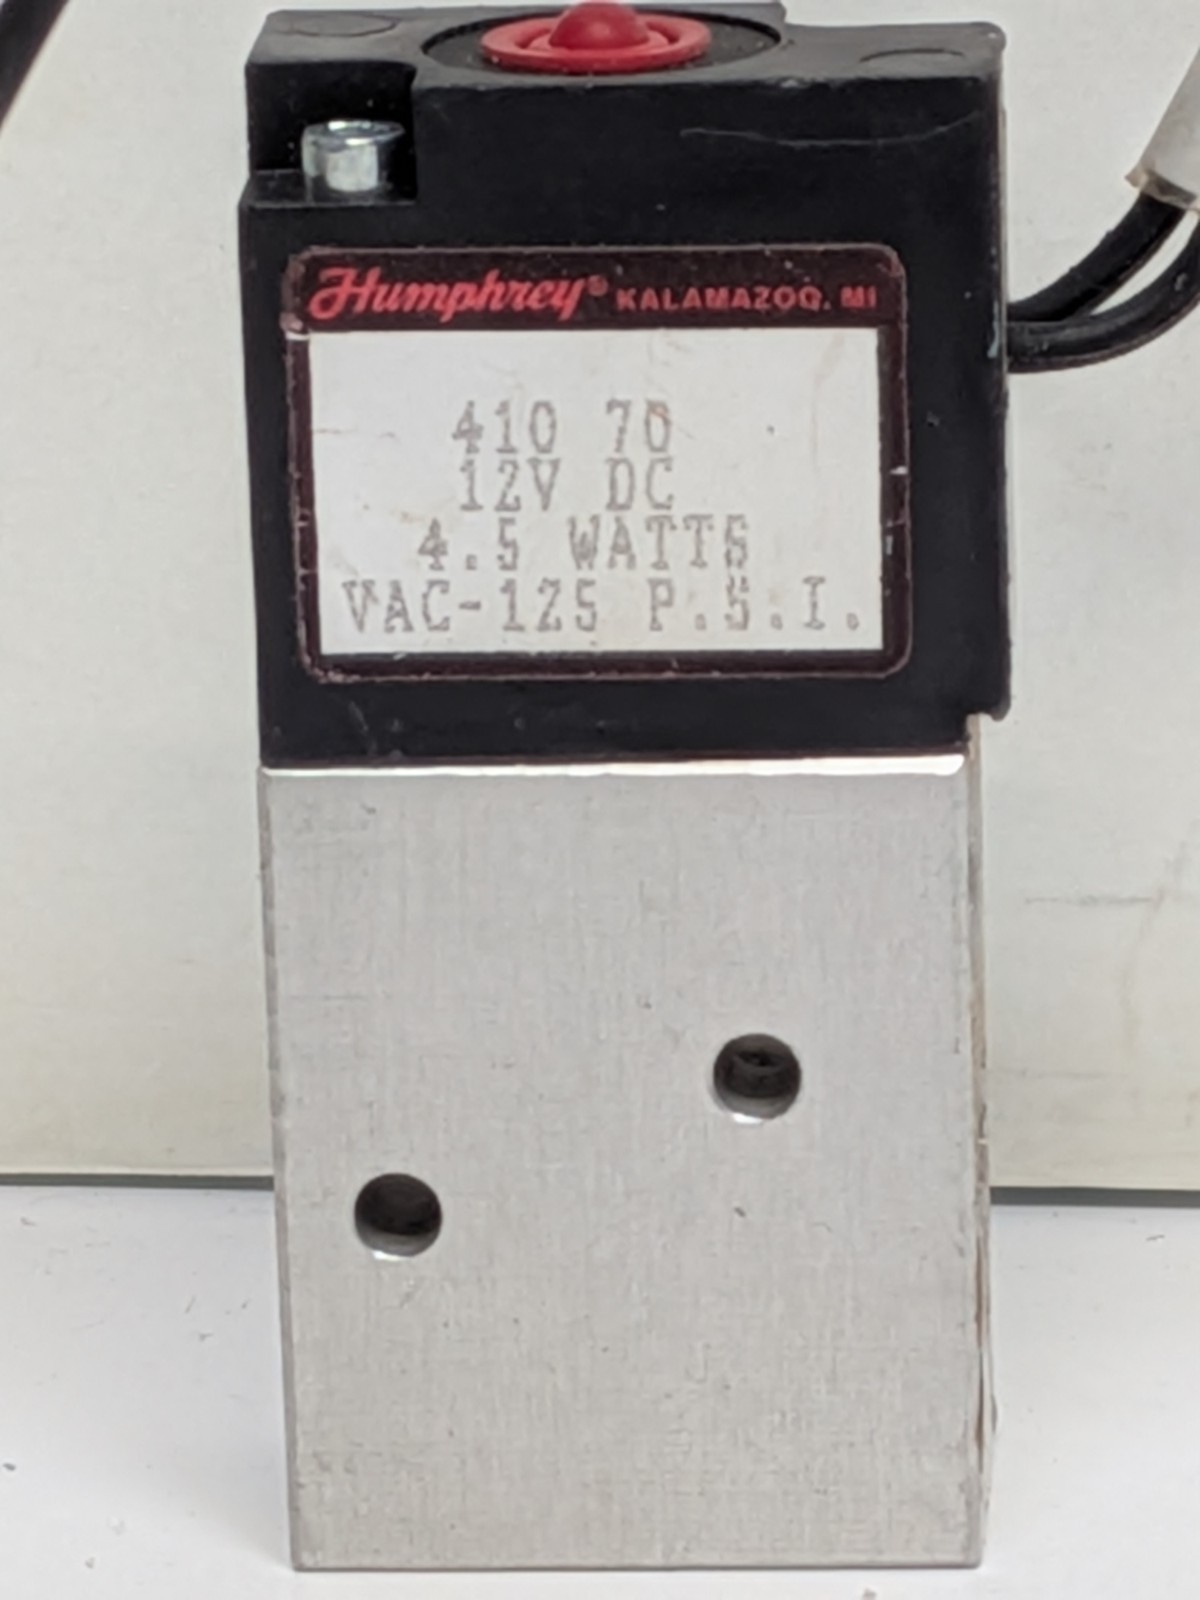 Humphrey® KALAMAZOO, MI
410 70
12V DC
4.5 WATTS
VAC-125 P.S.I.